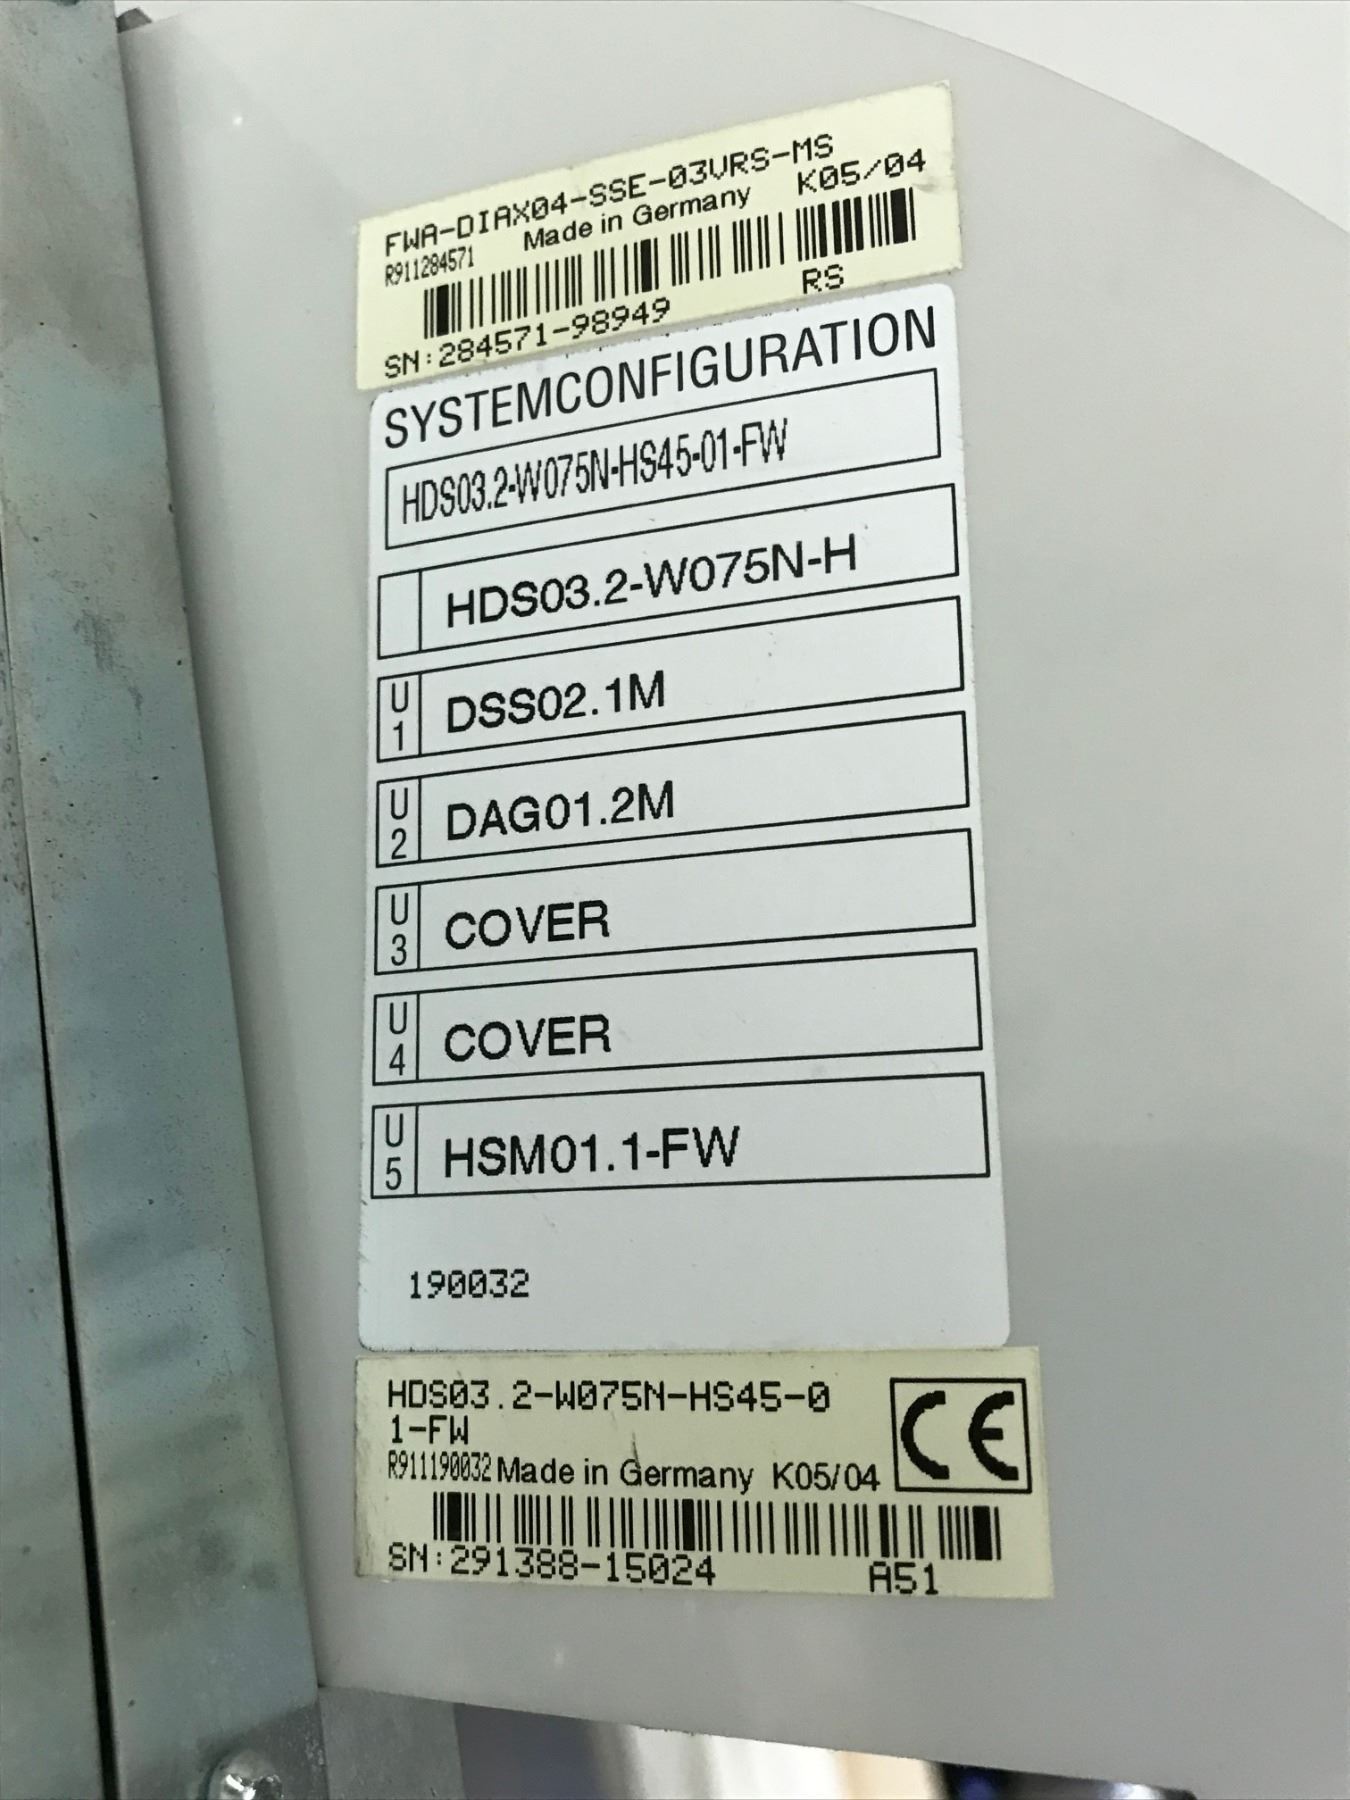 FWA-DIAX04-SSE-03VRS-MS
R911284571 Made in Germany K05/04
RS
SN:284571-98949
SYSTEMCONFIGURATION
HDS03.2-W075N-HS45-01-FW
HDS03.2-W075N-H
U1 DSS02.1M
U2 DAG01.2M
U3 COVER
U4 COVER
U5 HSM01.1-FW
190032
HDS03.2-W075N-HS45-0
1-FW
R911190032 Made in Germany K05/04
CE
SN:291388-15024 A51